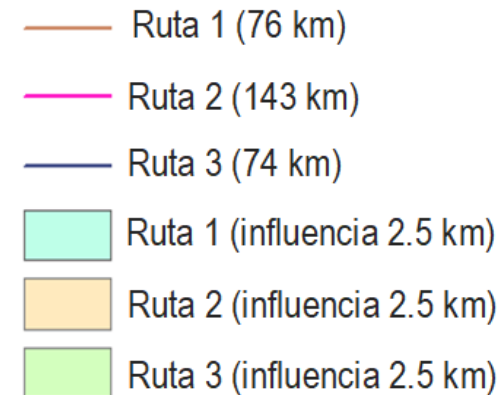 Ruta 1 (76 km)
Ruta 2 (143 km)
Ruta 3 (74 km)
Ruta 1 (influencia 2.5 km)
Ruta 2 (influencia 2.5 km)
Ruta 3 (influencia 2.5 km)